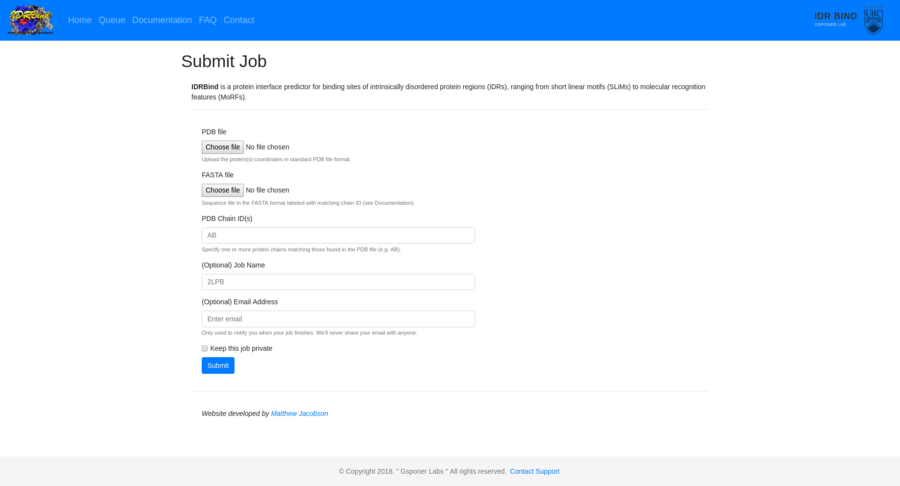 IDRBind
Home Queue Documentation FAQ Contact
IDR BIND
GSPONER LAB
UBC
Submit Job
IDRBind is a protein interface predictor for binding sites of intrinsically disordered protein regions (IDRs), ranging from short linear motifs (SLiMs) to molecular recognition
features (MoRFs).
PDB file
Choose file No file chosen
Upload the protein(s) coordinates in standard PDB file format.
FASTA file
Choose file No file chosen
Sequence file in the FASTA format labeled with matching chain ID (see Documentation).
PDB Chain ID(s)
AB
Specify one or more protein chains matching those found in the PDB file (e.g. AB).
(Optional) Job Name
2LPB
(Optional) Email Address
Enter email
Only used to notify you when your job finishes. We'll never share your email with anyone.
Keep this job private
Submit
Website developed by Matthew Jacobson
© Copyright 2018. " Gsponer Labs " All rights reserved. Contact Support